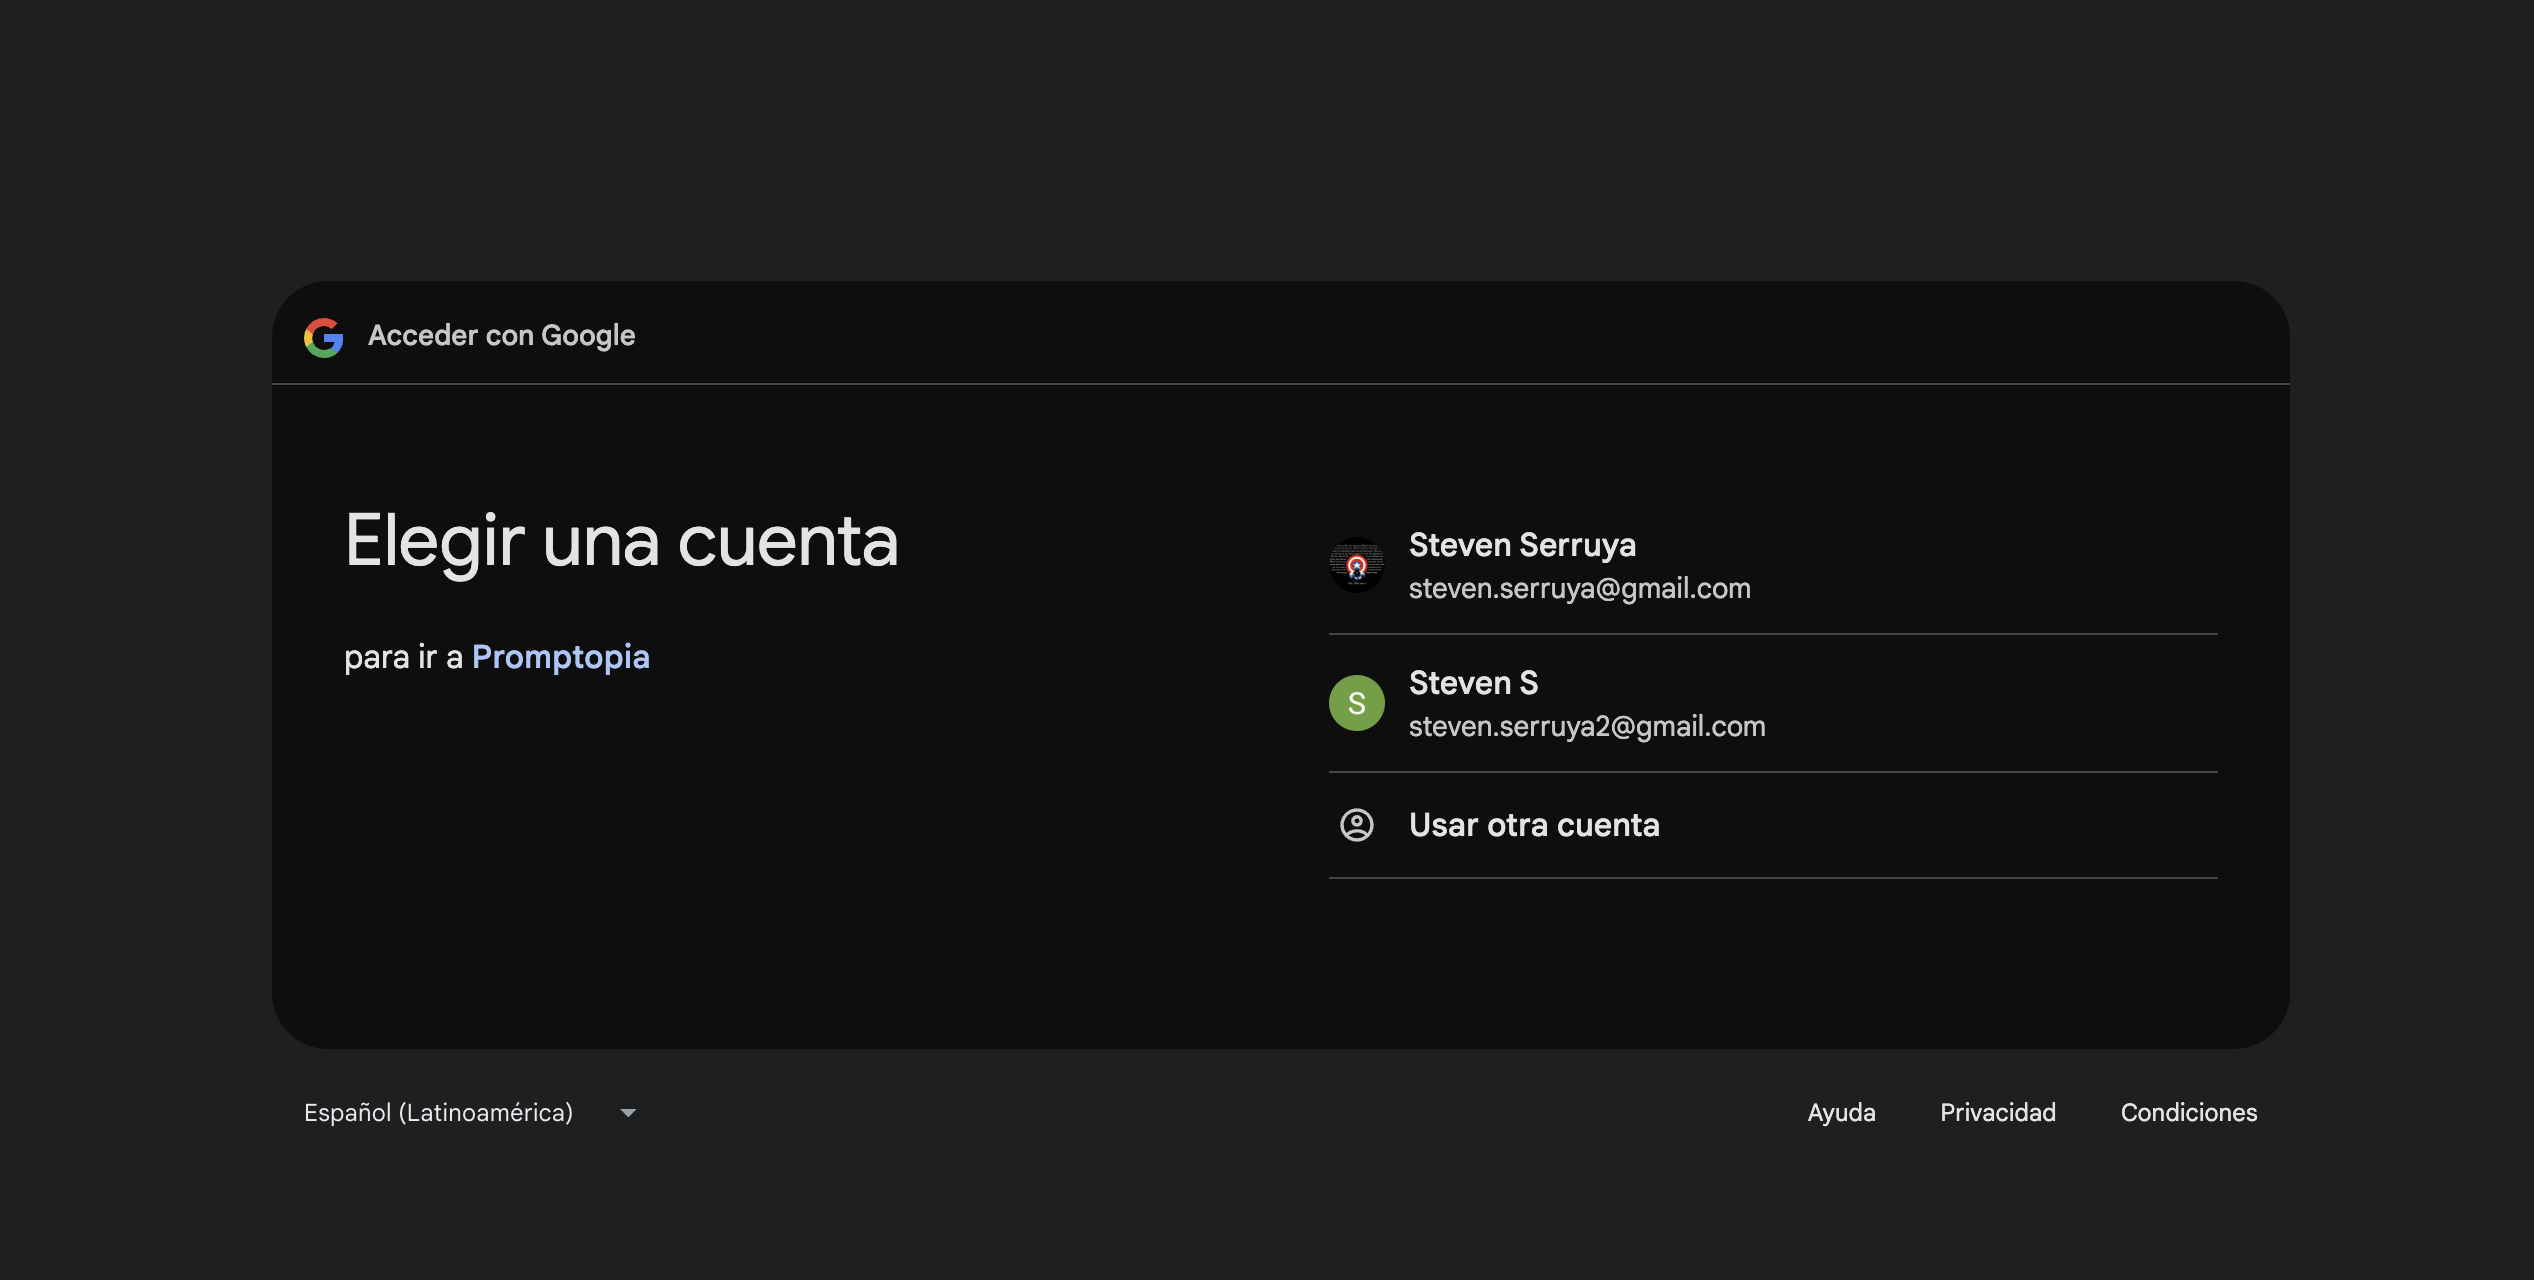 Acceder con Google
Elegir una cuenta
para ir a Promptopia
Steven Serruya
steven.serruya@gmail.com
S
Steven S
steven.serruya2@gmail.com
Usar otra cuenta
Español (Latinoamérica)
Ayuda
Privacidad
Condiciones